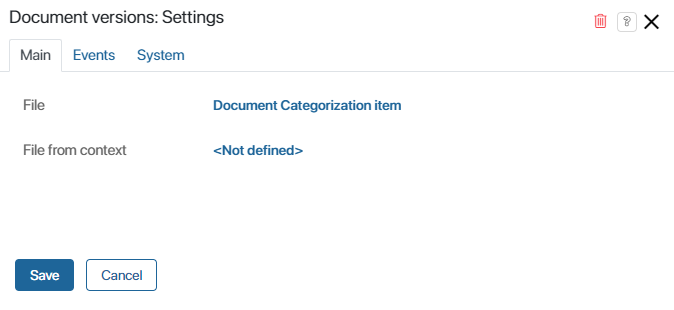 Document versions: Settings
?
Main Events System
File Document Categorization item
File from context <Not defined>
Save Cancel